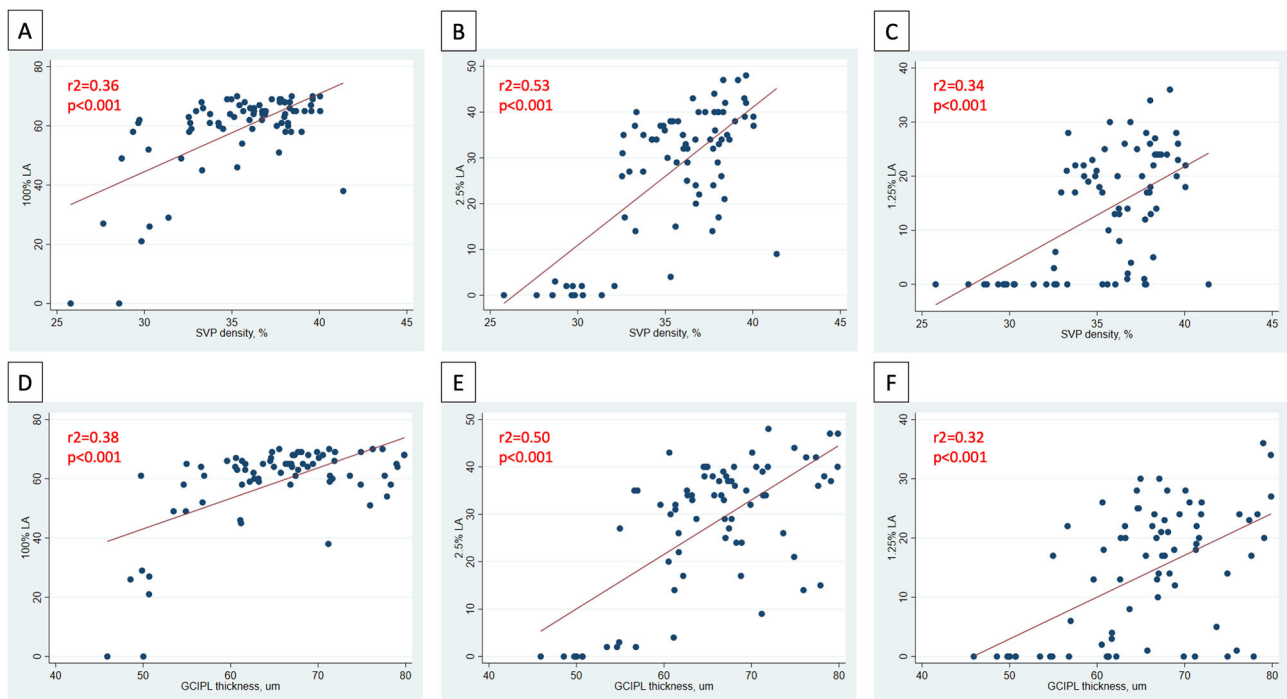 A
r2=0.36
p<0.001
100% LA
80
60
40
20
0
25 30 35 40 45
SVP density, %
B
r2=0.53
p<0.001
2.5% LA
50
40
30
20
10
0
25 30 35 40 45
SVP density, %
C
r2=0.34
p<0.001
1.25% LA
40
30
20
10
0
25 30 35 40 45
SVP density, %
D
r2=0.38
p<0.001
100% LA
80
60
40
20
0
40 50 60 70 80
GCIPL thickness, um
E
r2=0.50
p<0.001
2.5% LA
50
40
30
20
10
0
40 50 60 70 80
GCIPL thickness, um
F
r2=0.32
p<0.001
1.25% LA
40
30
20
10
0
40 50 60 70 80
GCIPL thickness, um